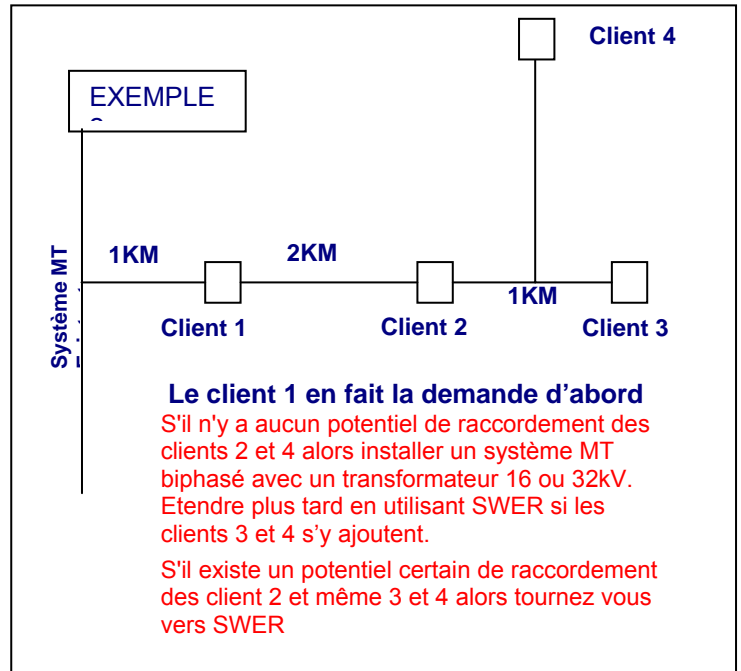 Client 4
EXEMPLE
1KM
2KM
Système MT
1KM
Client 1
Client 2
Client 3
Le client 1 en fait la demande d'abord
S'il n'y a aucun potentiel de raccordement des
clients 2 et 4 alors installer un système MT
biphasé avec un transformateur 16 ou 32kV.
Etendre plus tard en utilisant SWER si les
clients 3 et 4 s'y ajoutent.
S'il existe un potentiel certain de raccordement
des client 2 et même 3 et 4 alors tournez vous
vers SWER